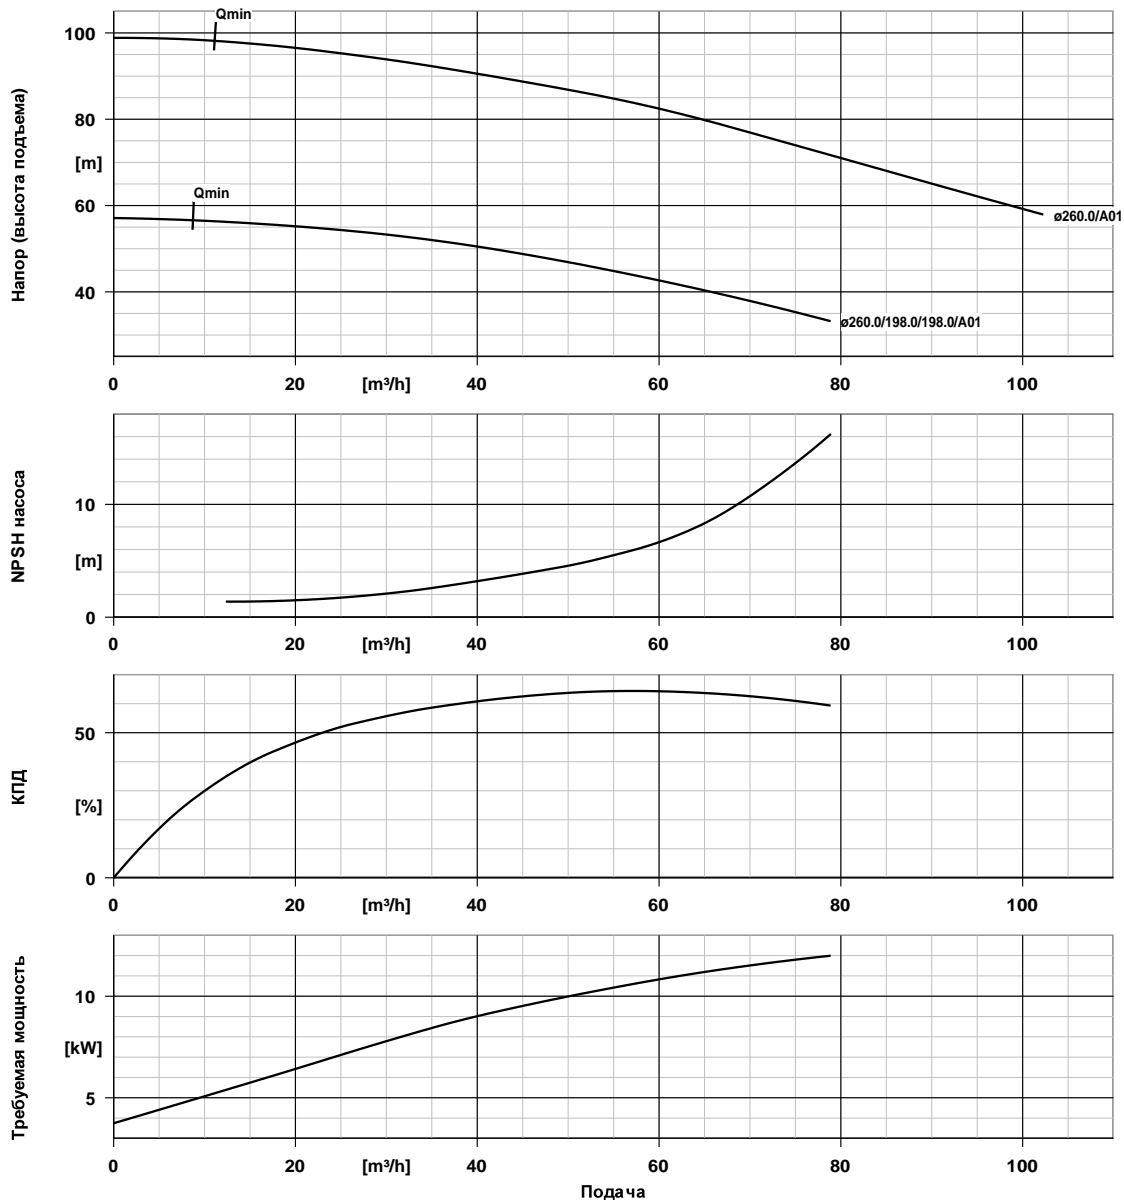 Qmin
100
80
[m]
60
40
Напор (высота подъема)
Qmin
ø260.0/A01
ø260.0/198.0/198.0/A01
0 20 [m³/h] 40 60 80 100
NPSH насоса
10
[m]
0
0 20 [m³/h] 40 60 80 100
КПД
50
[%]
0
0 20 [m³/h] 40 60 80 100
Требуемая мощность
10
[kW]
5
0 20 [m³/h] 40 60 80 100
Подача